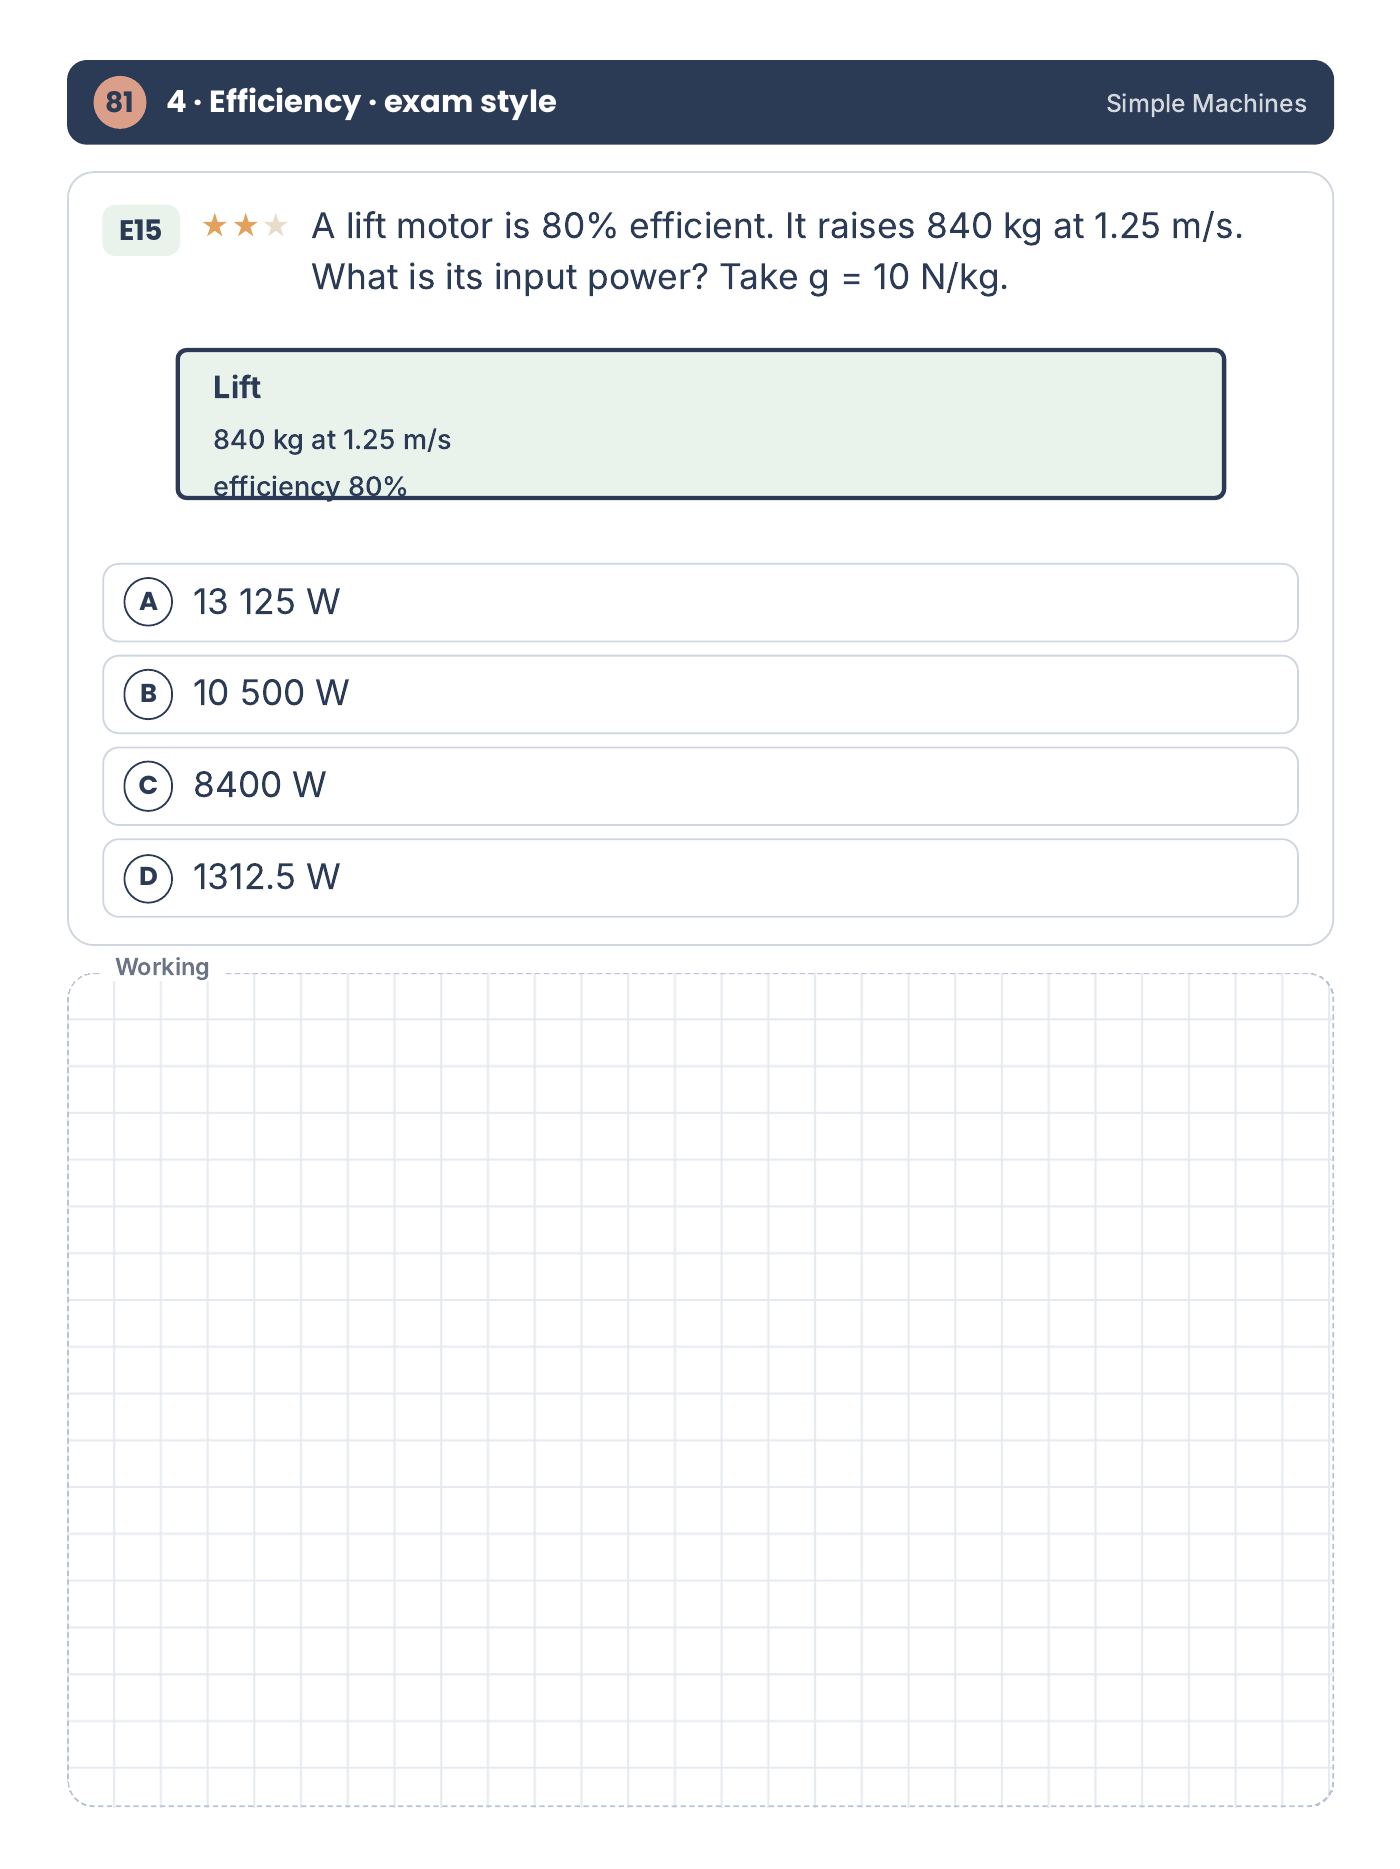 81 4 · Efficiency · exam style Simple Machines
E15 ★★★ A lift motor is 80% efficient. It raises 840 kg at 1.25 m/s.
What is its input power? Take g = 10 N/kg.
Lift
840 kg at 1.25 m/s
efficiency 80%
A 13 125 W
B 10 500 W
C 8400 W
D 1312.5 W
Working